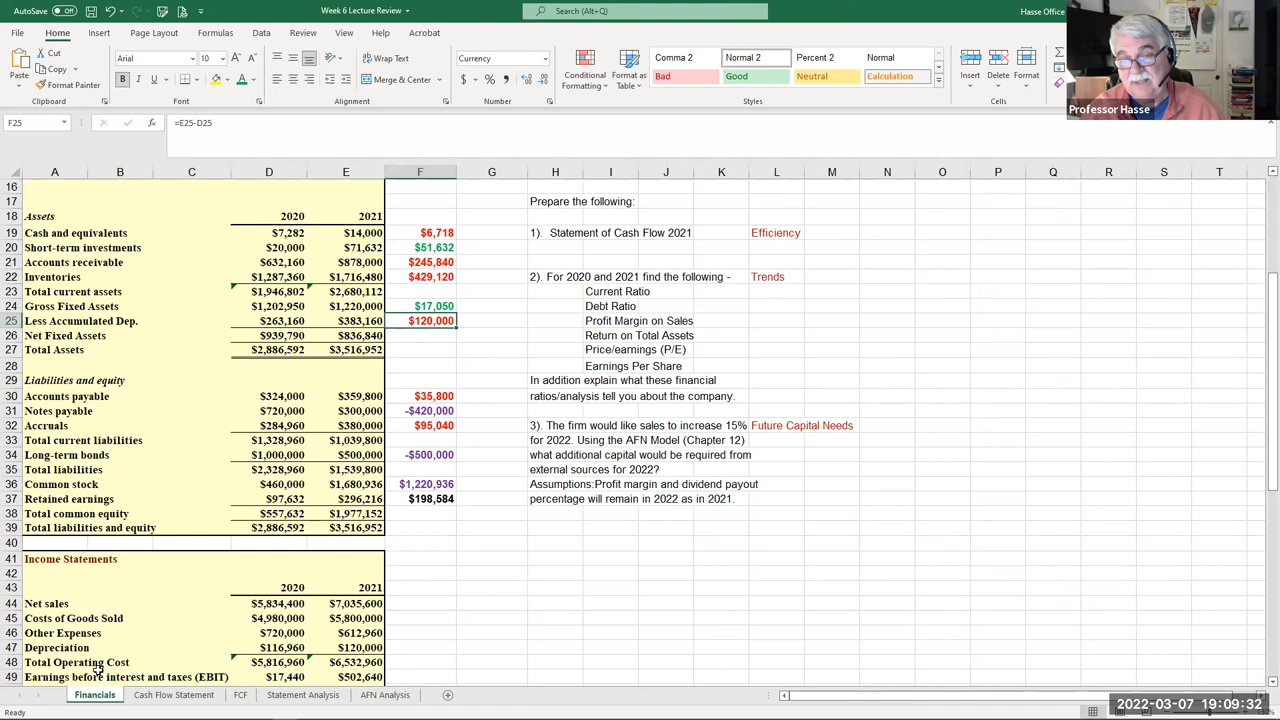 AutoSave Off Week 6 Lecture Review Search (Alt+Q) Hasse Office
File Home Insert Page Layout Formulas Data Review View Help Acrobat
Paste Cut Copy Format Painter Clipboard
Arial 10 B I U Font
Wrap Text Merge & Center Alignment
Currency $ % Number
Conditional Formatting Format as Table
Comma 2 Normal 2 Percent 2 Normal
Bad Good Neutral Calculation
Styles
Insert Delete Format Cells
Professor Hasse
F25 fx =E25-D25
A B C D E F G H I J K L M N O P Q R S T
16
17 Prepare the following:
18 Assets 2020 2021
19 Cash and equivalents $7,282 $14,000 $6,718 1). Statement of Cash Flow 2021 Efficiency
20 Short-term investments $20,000 $71,632 $51,632
21 Accounts receivable $632,160 $878,000 $245,840
22 Inventories $1,287,360 $1,716,480 $429,120 2). For 2020 and 2021 find the following - Trends
23 Total current assets $1,946,802 $2,680,112 Current Ratio
24 Gross Fixed Assets $1,202,950 $1,220,000 $17,050 Debt Ratio
25 Less Accumulated Dep. $263,160 $383,160 $120,000 Profit Margin on Sales
26 Net Fixed Assets $939,790 $836,840 Return on Total Assets
27 Total Assets $2,886,592 $3,516,952 Price/earnings (P/E)
28 Earnings Per Share
29 Liabilities and equity In addition explain what these financial
30 Accounts payable $324,000 $359,800 $35,800 ratios/analysis tell you about the company.
31 Notes payable $720,000 $300,000 -$420,000
32 Accruals $284,960 $380,000 $95,040 3). The firm would like sales to increase 15% Future Capital Needs
33 Total current liabilities $1,328,960 $1,039,800 for 2022. Using the AFN Model (Chapter 12)
34 Long-term bonds $1,000,000 $500,000 -$500,000 what additional capital would be required from
35 Total liabilities $2,328,960 $1,539,800 external sources for 2022?
36 Common stock $460,000 $1,680,936 $1,220,936 Assumptions:Profit margin and dividend payout
37 Retained earnings $97,632 $296,216 $198,584 percentage will remain in 2022 as in 2021.
38 Total common equity $557,632 $1,977,152
39 Total liabilities and equity $2,886,592 $3,516,952
40
41 Income Statements
42
43 2020 2021
44 Net sales $5,834,400 $7,035,600
45 Costs of Goods Sold $4,980,000 $5,800,000
46 Other Expenses $720,000 $612,960
47 Depreciation $116,960 $120,000
48 Total Operating Cost $5,816,960 $6,532,960
49 Earnings before interest and taxes (EBIT) $17,440 $502,640
Financials Cash Flow Statement FCF Statement Analysis AFN Analysis
Ready
2022-03-07 19:09:32